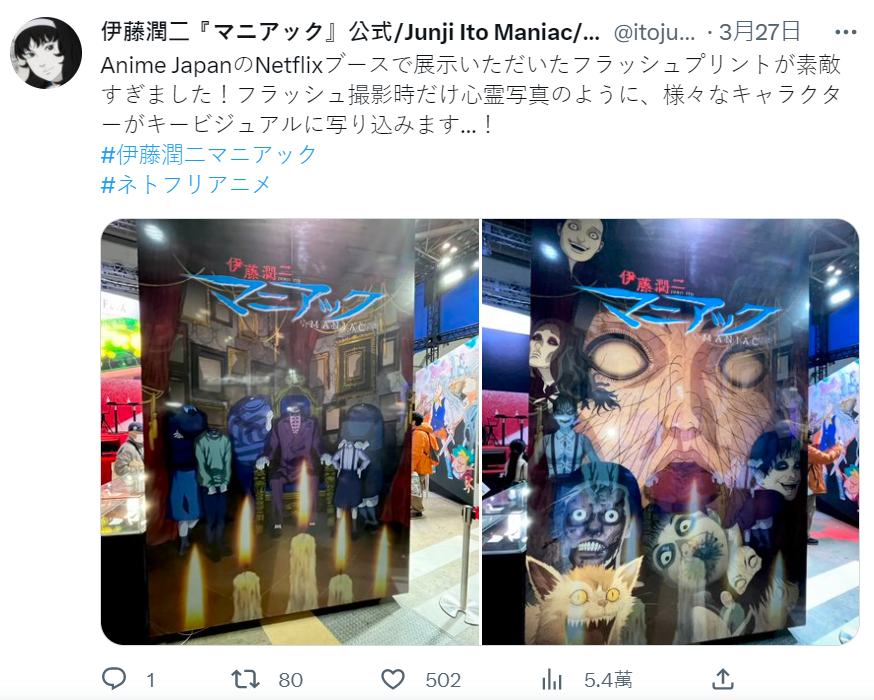 伊藤潤二『マニアック』公式/Junji Ito Maniac/... @itoju... · 3月27日
Anime JapanのNetflixブースで展示いただいたフラッシュプリントが素敵
すぎました！フラッシュ撮影時だけ心霊写真のように、様々なキャラクタ
ーがキービジュアルに写り込みます...！
#伊藤潤二マニアック
#ネトフリアニメ
伊藤潤二
JUNJI ITO
マニアック
MANIAC
伊藤潤二
JUNJI ITO
マニアック
MANIAC
1 80 502 5.4萬